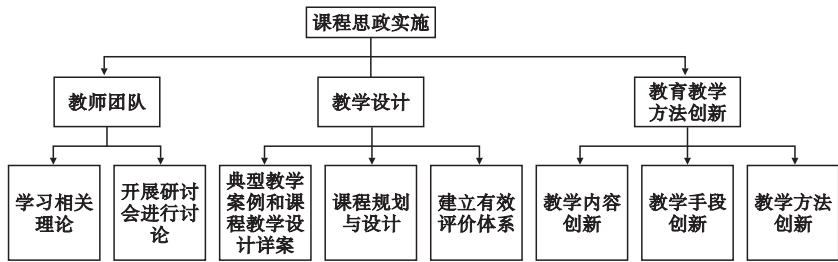 课程思政实施
教师团队
教学设计
教育教学
方法创新
学习相关
理论
开展研讨
会进行讨
论
典型教学
案例和课
程教学设
计详案
课程规划
与设计
建立有效
评价体系
教学内容
创新
教学手段
创新
教学方法
创新